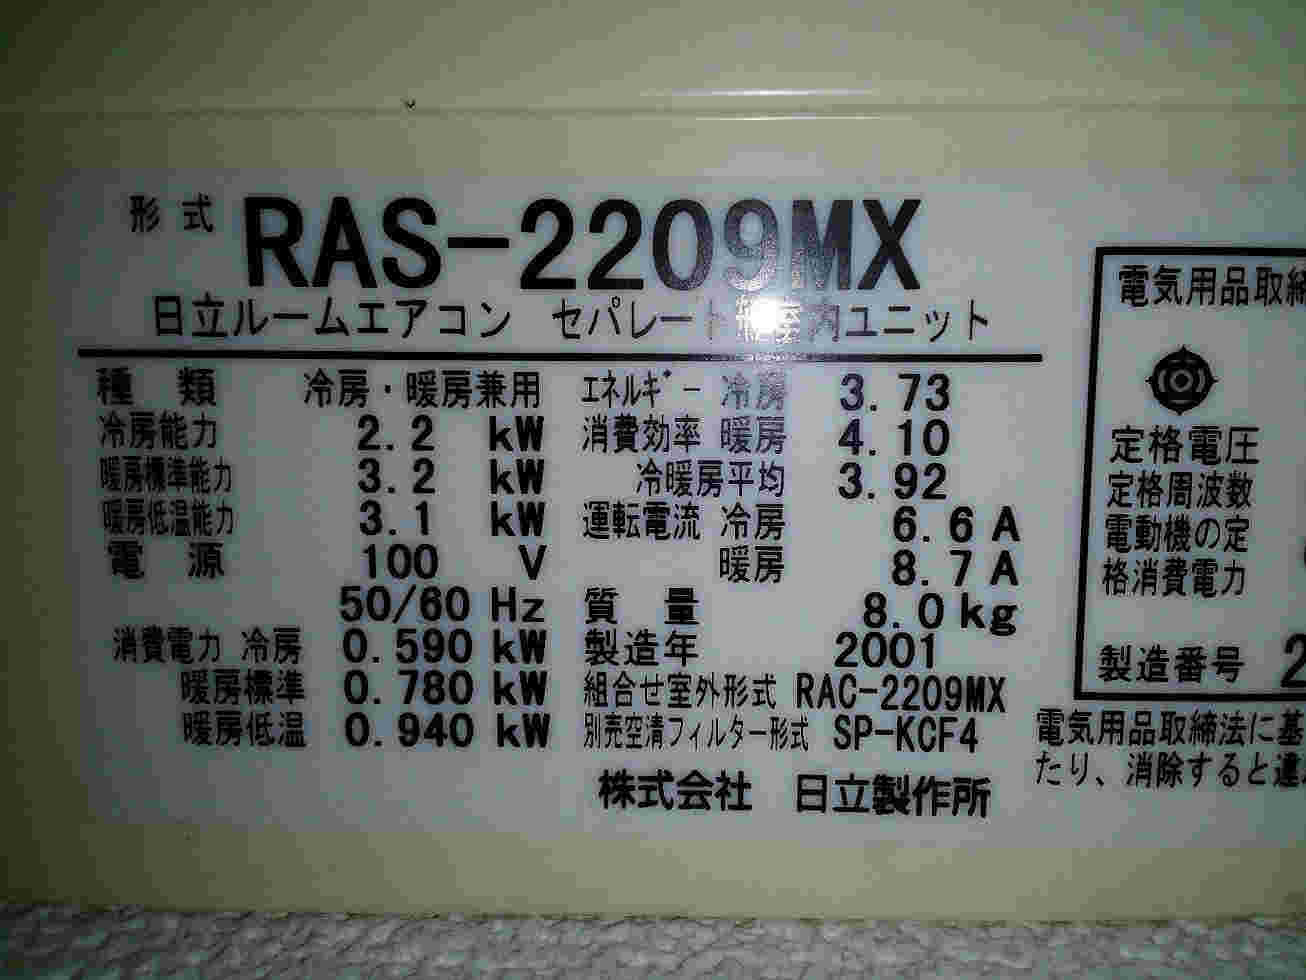 形式 RAS-2209MX
日立ルームエアコン セパレート形室内ユニット
種類 冷房・暖房兼用
冷房能力 2.2 kW
暖房標準能力 3.2 kW
暖房低温能力 3.1 kW
電源 100 V
50/60 Hz
消費電力 冷房 0.590 kW
暖房標準 0.780 kW
暖房低温 0.940 kW
エネルギー 冷房 3.73
消費効率 暖房 4.10
冷暖房平均 3.92
運転電流 冷房 6.6 A
暖房 8.7 A
質量 8.0 kg
製造年 2001
組合せ室外形式 RAC-2209MX
別売空清フィルター形式 SP-KCF4
株式会社 日立製作所
電気用品取締
定格電圧
定格周波数
電動機の定
格消費電力
製造番号 2
電気用品取締法に基
たり、消除すると違